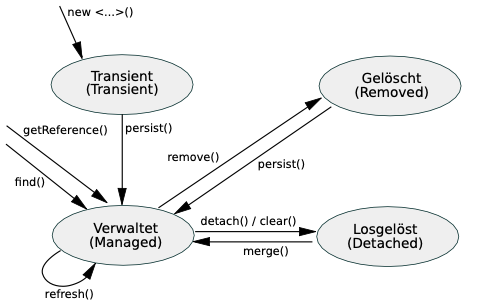 new <...>
Transient
(Transient)
Gelöscht
(Removed)
getReference()
persist()
remove()
persist()
find()
Verwaltet
(Managed)
detach() / clear()
Losgelöst
(Detached)
merge()
refresh()